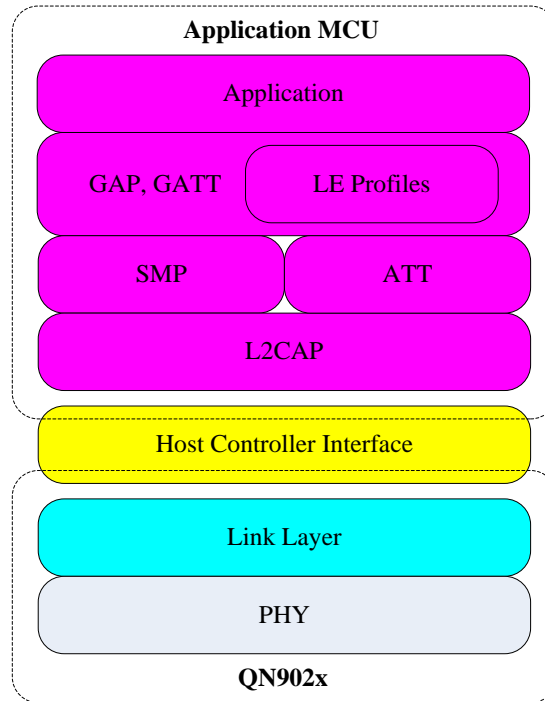 Application MCU
Application
GAP, GATT
LE Profiles
SMP
ATT
L2CAP
Host Controller Interface
Link Layer
PHY
QN902x